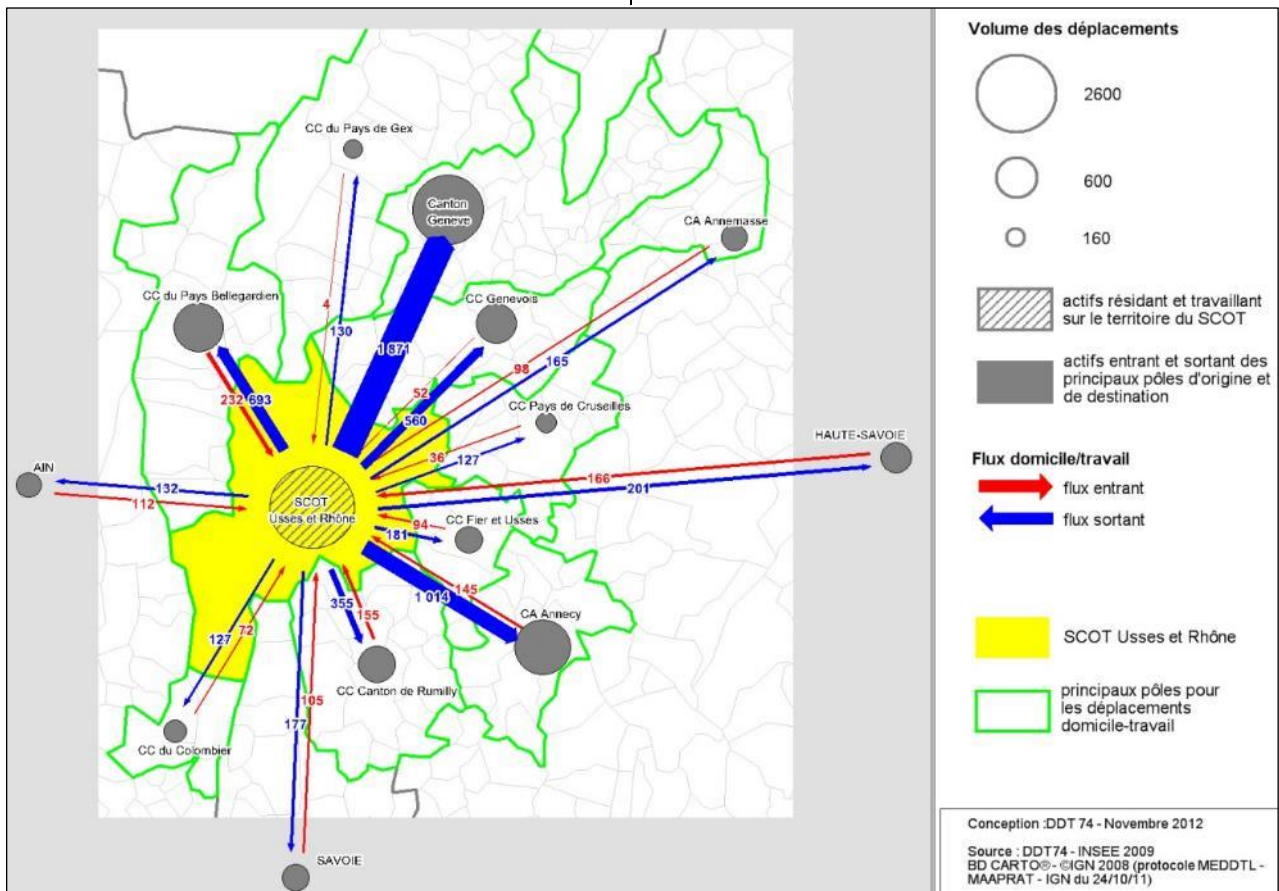 CC du Pays de Gex
Canton
Genève
CA Annemasse
CC du Pays Bellegardien
CC Genevois
4
130
1 871
98
165
52
560
232
693
CC Pays de Cruseilles
36
127
HAUTE-SAVOIE
166
201
AIN
132
112
SCOT
Usses et Rhône
94
CC Fier et Usses
181
145
1 014
CA Annecy
355
155
127
72
CC Canton de Rumilly
105
177
CC du Colombier
SAVOIE
Volume des déplacements
2600
600
160
actifs résidant et travaillant
sur le territoire du SCOT
actifs entrant et sortant des
principaux pôles d'origine et
de destination
Flux domicile/travail
flux entrant
flux sortant
SCOT Usses et Rhône
principaux pôles pour
les déplacements
domicile-travail
Conception :DDT 74 - Novembre 2012
Source : DDT74 - INSEE 2009
BD CARTO® - ©IGN 2008 (protocole MEDDTL -
MAAPRAT - IGN du 24/10/11)